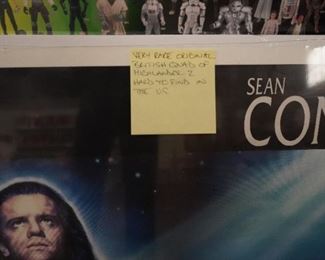 VERY RARE ORIGINAL
BRITISH QUAD OF
HIGHLANDER 2
HARD TO FIND IN
THE US
SEAN
CON